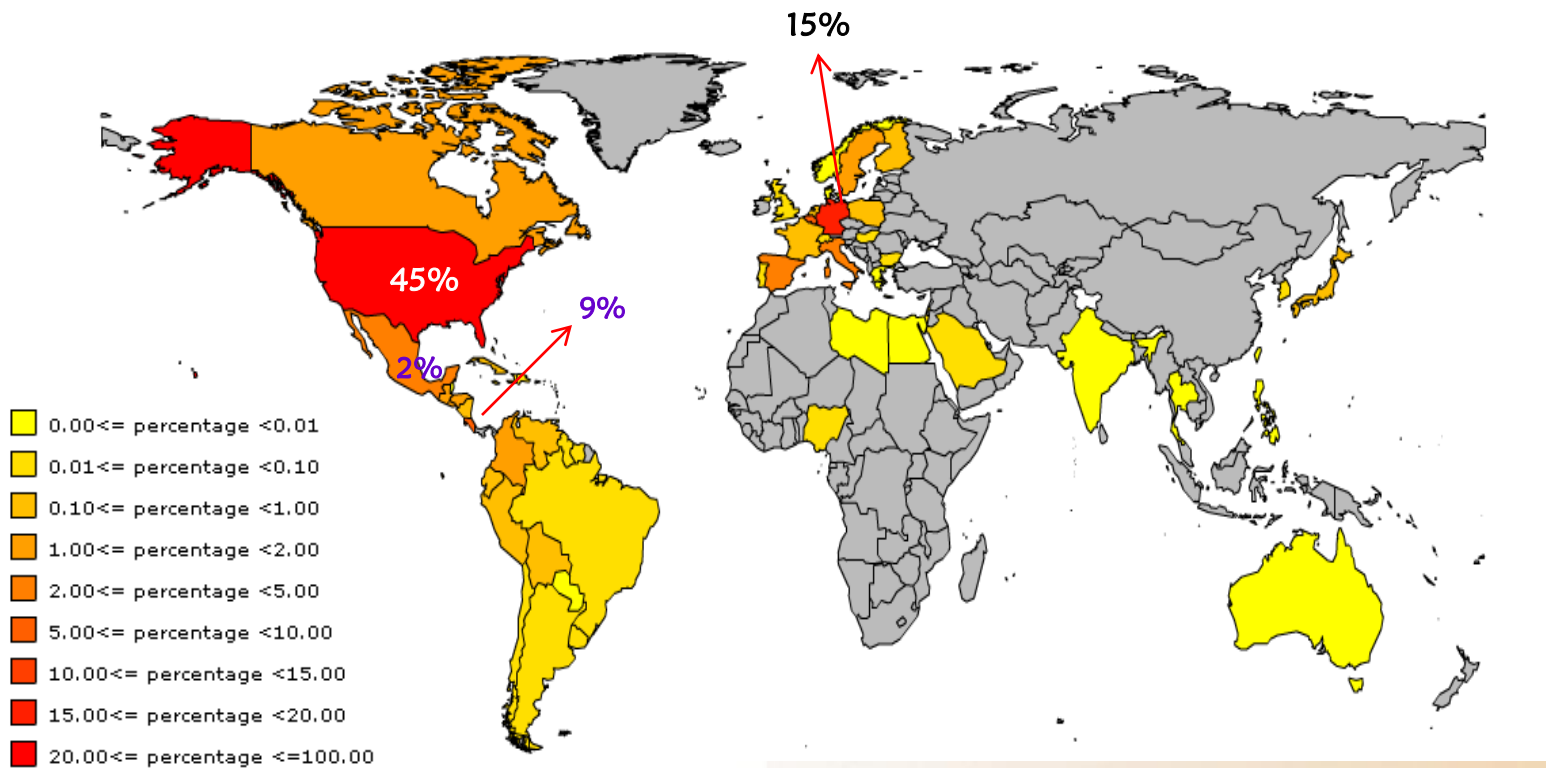 15%
45%
9%
2%
0.00<= percentage <0.01
0.01<= percentage <0.10
0.10<= percentage <1.00
1.00<= percentage <2.00
2.00<= percentage <5.00
5.00<= percentage <10.00
10.00<= percentage <15.00
15.00<= percentage <20.00
20.00<= percentage <=100.00